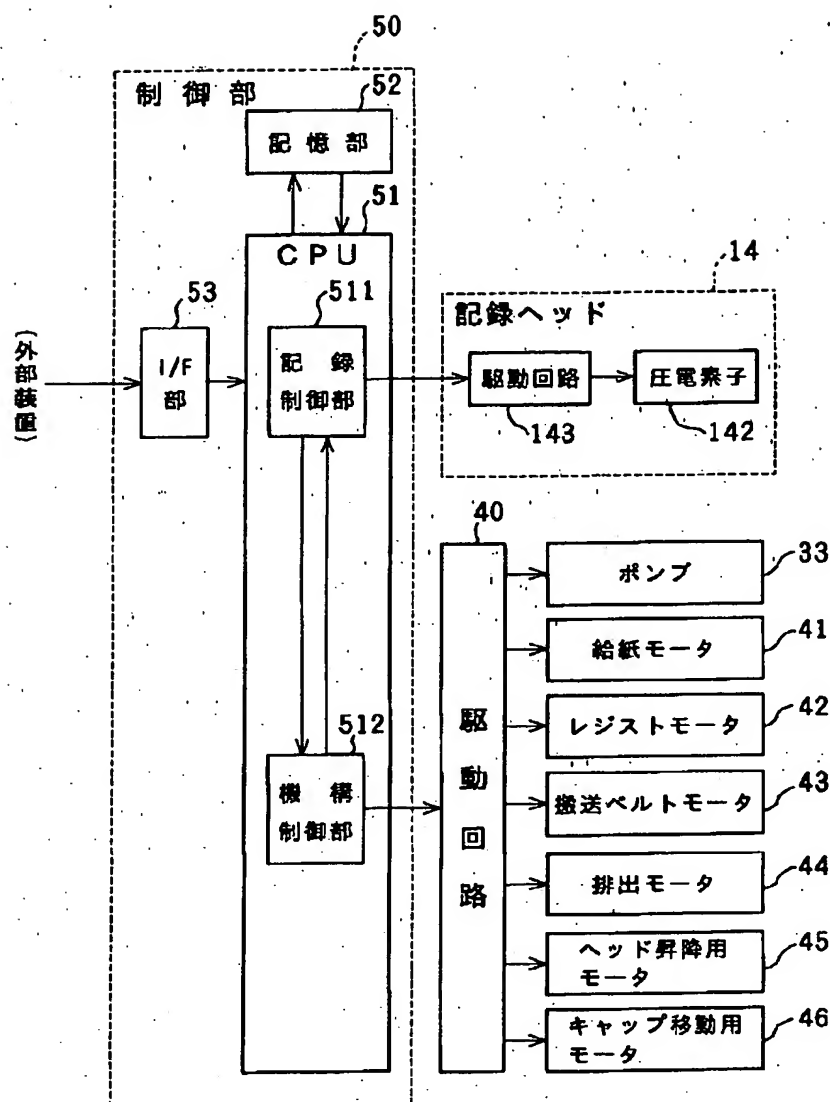 50
制御部
52
記憶部
51
CPU
14
53
511
記録ヘッド
(外部装置)
I/F
部
記録
制御部
駆動回路
圧電素子
143
142
40
ポンプ
33
給紙モータ
41
レジストモータ
42
512
駆動回路
機構
制御部
搬送ベルトモータ
43
排出モータ
44
ヘッド昇降用
モータ
45
キャップ移動用
モータ
46